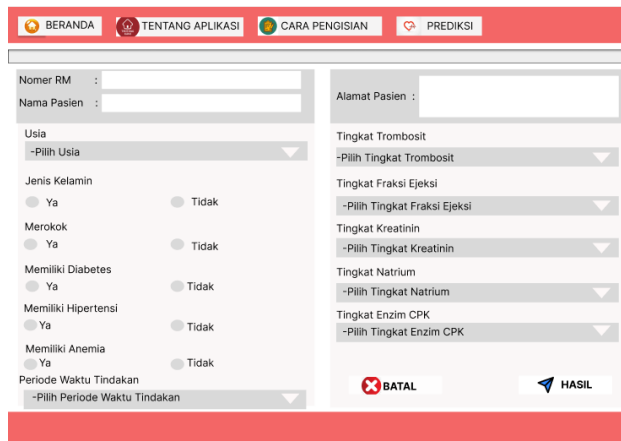 BERANDA TENTANG APLIKASI CARA PENGISIAN PREDIKSI
Nomer RM :
Nama Pasien :
Alamat Pasien :
Usia
-Pilih Usia
Jenis Kelamin
Ya Tidak
Merokok
Ya Tidak
Memiliki Diabetes
Ya Tidak
Memiliki Hipertensi
Ya Tidak
Memiliki Anemia
Ya Tidak
Periode Waktu Tindakan
-Pilih Periode Waktu Tindakan
Tingkat Trombosit
-Pilih Tingkat Trombosit
Tingkat Fraksi Ejeksi
-Pilih Tingkat Fraksi Ejeksi
Tingkat Kreatinin
-Pilih Tingkat Kreatinin
Tingkat Natrium
-Pilih Tingkat Natrium
Tingkat Enzim CPK
-Pilih Tingkat Enzim CPK
BATAL HASIL